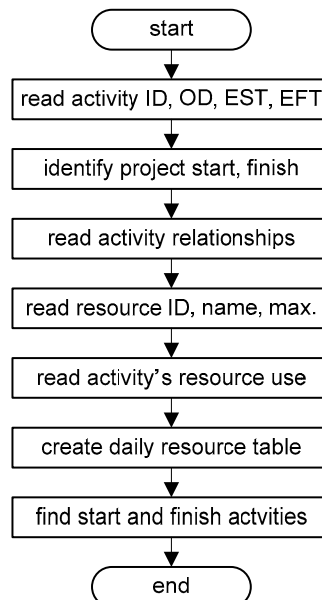 start
read activity ID, OD, EST, EFT
identify project start, finish
read activity relationships
read resource ID, name, max.
read activity’s resource use
create daily resource table
find start and finish actvities
end